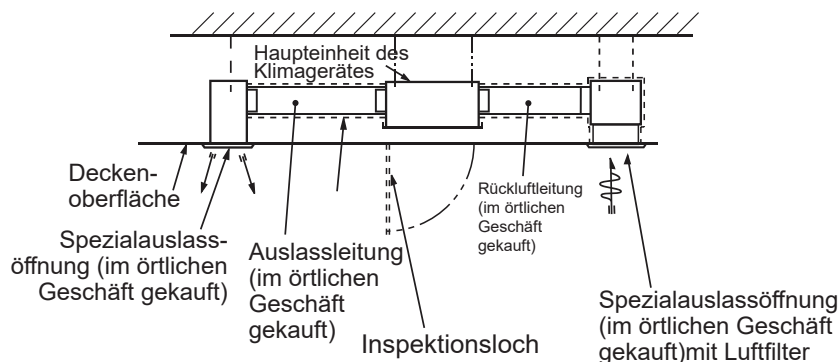 Haupteinheit des
Klimagerätes
Decken-
oberfläche
Spezialauslass-
öffnung (im örtlichen
Geschäft gekauft)
Auslassleitung
(im örtlichen
Geschäft
gekauft)
Inspektionsloch
Rückluftleitung
(im örtlichen
Geschäft
gekauft)
Spezialauslassöffnung
(im örtlichen Geschäft
gekauft)mit Luftfilter